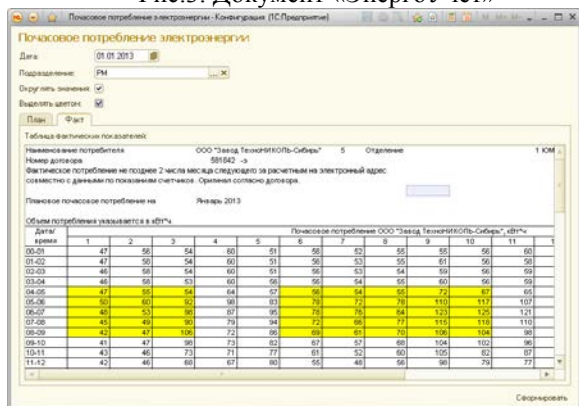 Рис.3. Документ «ЭнергоУчет»
Почасовое потребление электроэнергии - Конфигурация (1С:Предприятие)
Почасовое потребление электроэнергии
Дата: 01.01.2013
Подразделение: РМ
Округлять значения:
Выделять цветом:
План Факт
Таблица фактических показателей:
Наименование потребителя ООО "Завод ТехноНИКОЛЬ-Сибирь" 5 Отделение 1 ЮМ
Номер договора 581642 -э
Фактическое потребление не позднее 2 числа месяца следующего за расчетным на электронный адрес
совместно с данными по показаниям счетчиков. Оригинал согласно договора.
Плановое почасовое потребление на Январь 2013
Объем потребления указывается в кВт*ч
Дата/ Почасовое потребление ООО "Завод ТехноНИКОЛЬ-Сибирь", кВт*ч
время 1 2 3 4 5 6 7 8 9 10 11 1
00-01 47 56 54 60 51 56 52 55 55 56 60
01-02 47 58 54 60 51 56 53 55 61 56 58
02-03 46 58 54 60 51 56 53 54 59 56 59
03-04 46 58 53 60 56 56 54 55 60 56 59
04-05 47 55 54 64 57 56 54 55 72 67 65
05-06 50 60 92 98 83 78 72 78 110 117 107
06-07 48 53 96 87 95 78 76 84 123 125 121
07-08 45 49 90 79 94 72 66 77 115 118 110
08-09 42 47 106 72 86 69 61 70 106 104 98
09-10 41 47 98 73 82 67 57 68 104 102 96
10-11 43 46 73 71 77 61 52 60 105 82 87
11-12 42 46 68 67 80 55 48 56 98 79 77
Сформировать